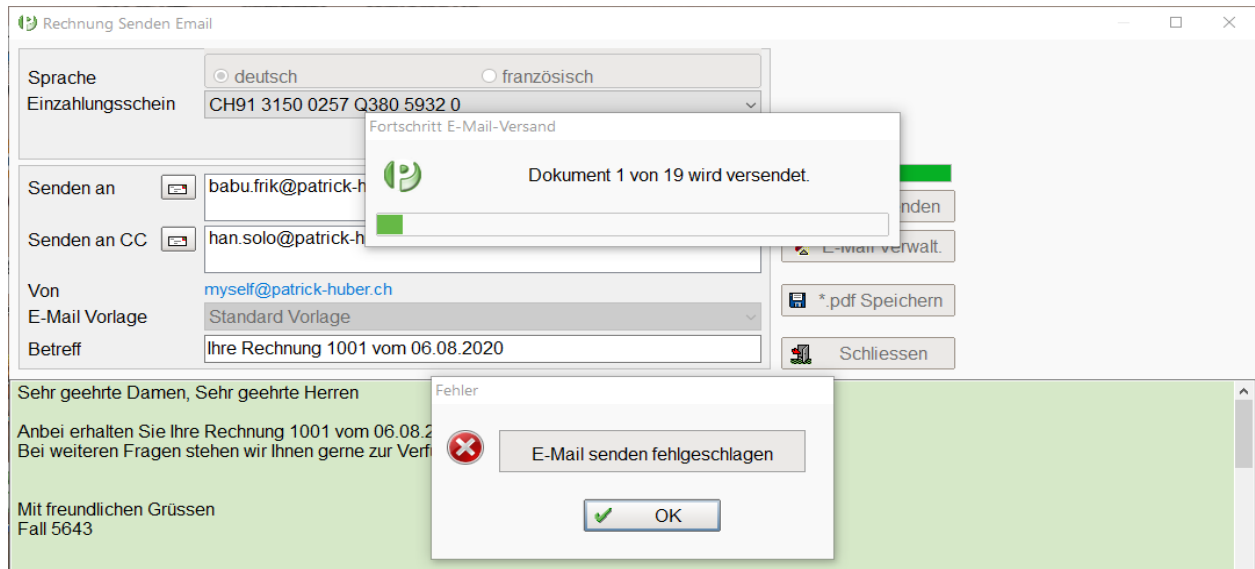 Rechnung Senden Email
Sprache
deutsch
französisch
Einzahlungsschein
CH91 3150 0257 Q380 5932 0
Fortschritt E-Mail-Versand
Dokument 1 von 19 wird versendet.
Senden an
babu.frik@patrick-h
nden
Senden an CC
han.solo@patrick-h
E-Mail Verwalt.
Von
myself@patrick-huber.ch
*.pdf Speichern
E-Mail Vorlage
Standard Vorlage
Betreff
Ihre Rechnung 1001 vom 06.08.2020
Schliessen
Sehr geehrte Damen, Sehr geehrte Herren
Anbei erhalten Sie Ihre Rechnung 1001 vom 06.08.2
Bei weiteren Fragen stehen wir Ihnen gerne zur Verf
Mit freundlichen Grüssen
Fall 5643
Fehler
E-Mail senden fehlgeschlagen
OK